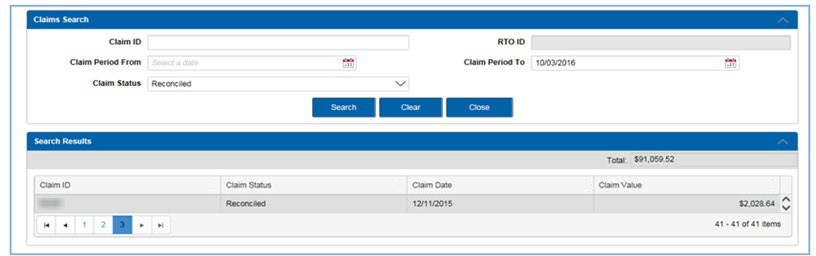 Claims Search
Claim ID RTO ID
Claim Period From Select a date Claim Period To 10/03/2016
Claim Status Reconciled
Search Clear Close
Search Results
Total: $91,059.52
Claim ID Claim Status Claim Date Claim Value
Reconciled 12/11/2015 $2,028.64
1 2 3 41 - 41 of 41 items